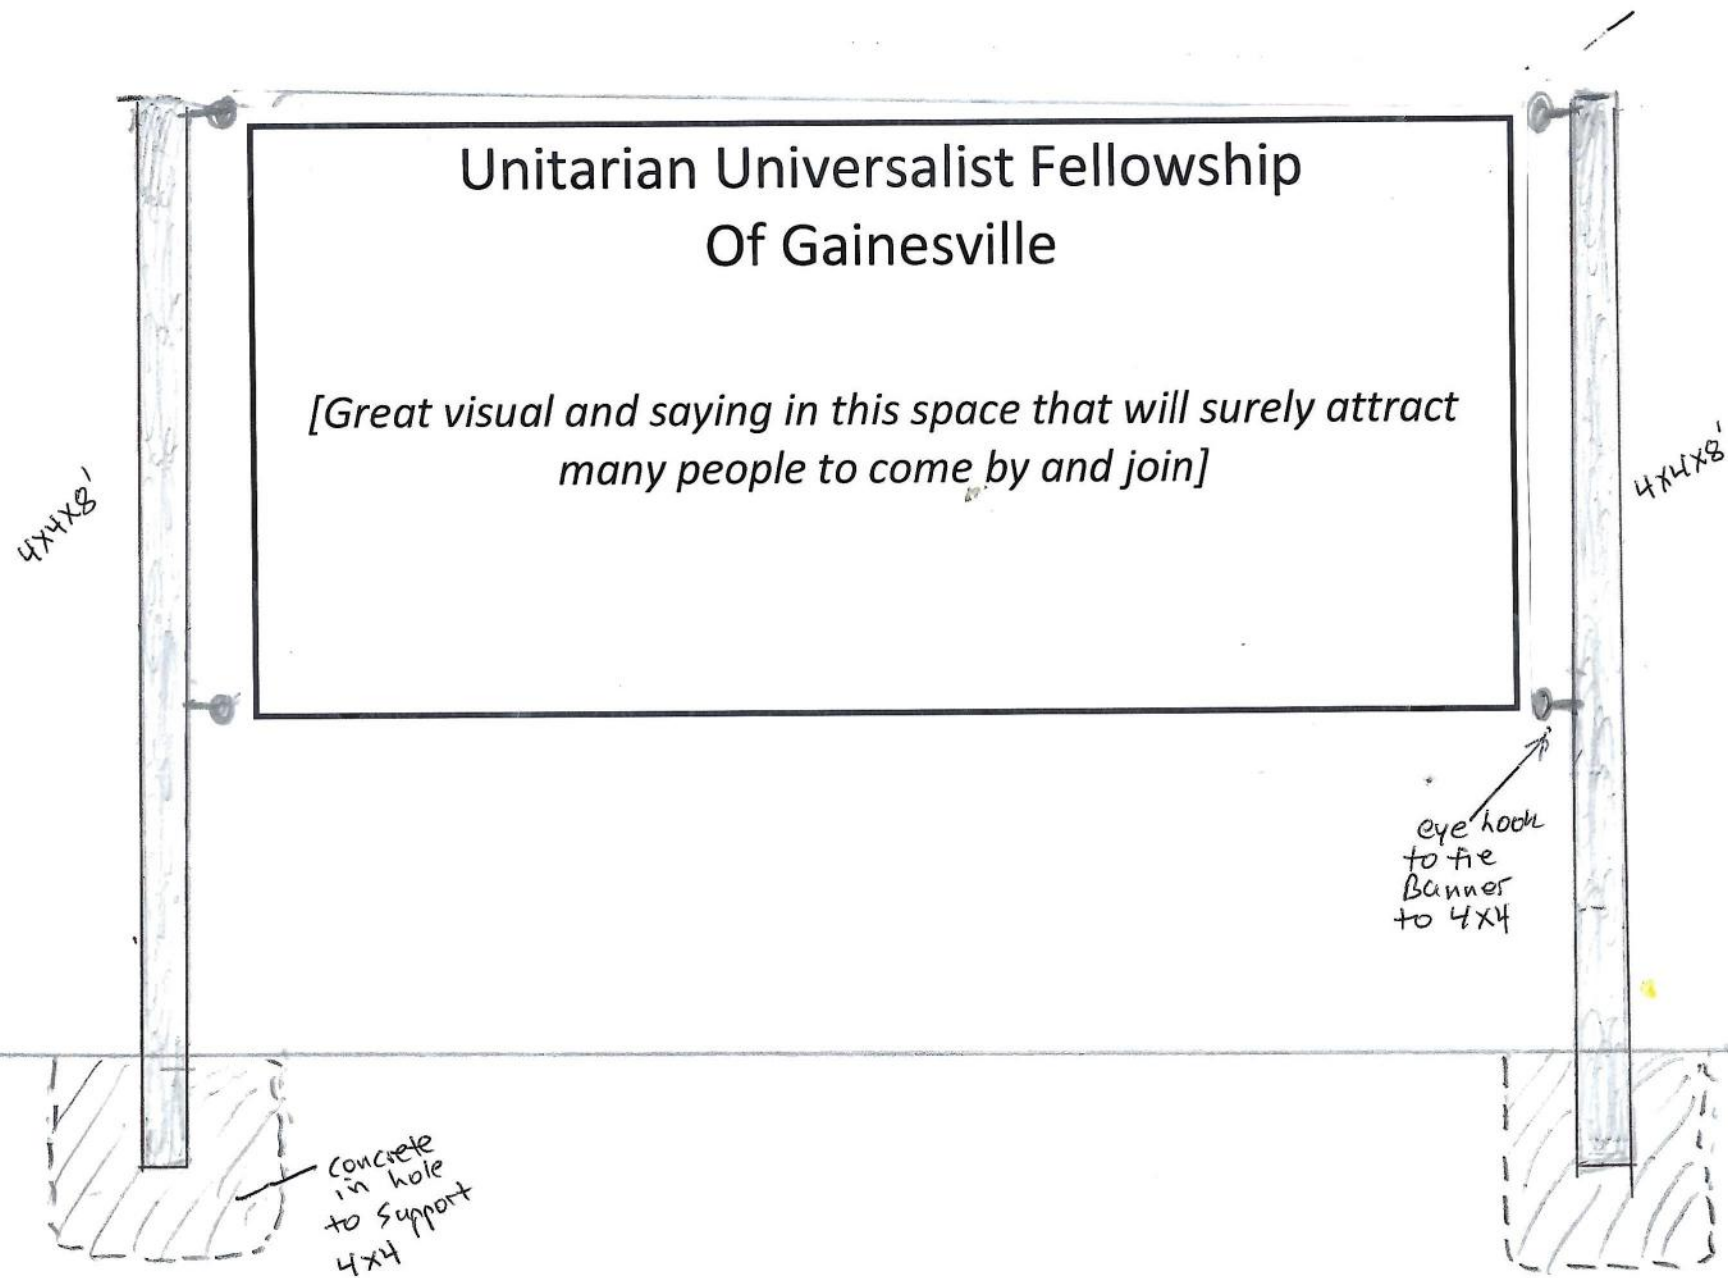 Unitarian Universalist Fellowship
Of Gainesville
[Great visual and saying in this space that will surely attract
many people to come by and join]
4x4x8'
4x4x8'
eye hook
to tie
Banner
to 4x4
concrete
in hole
to support
4x4